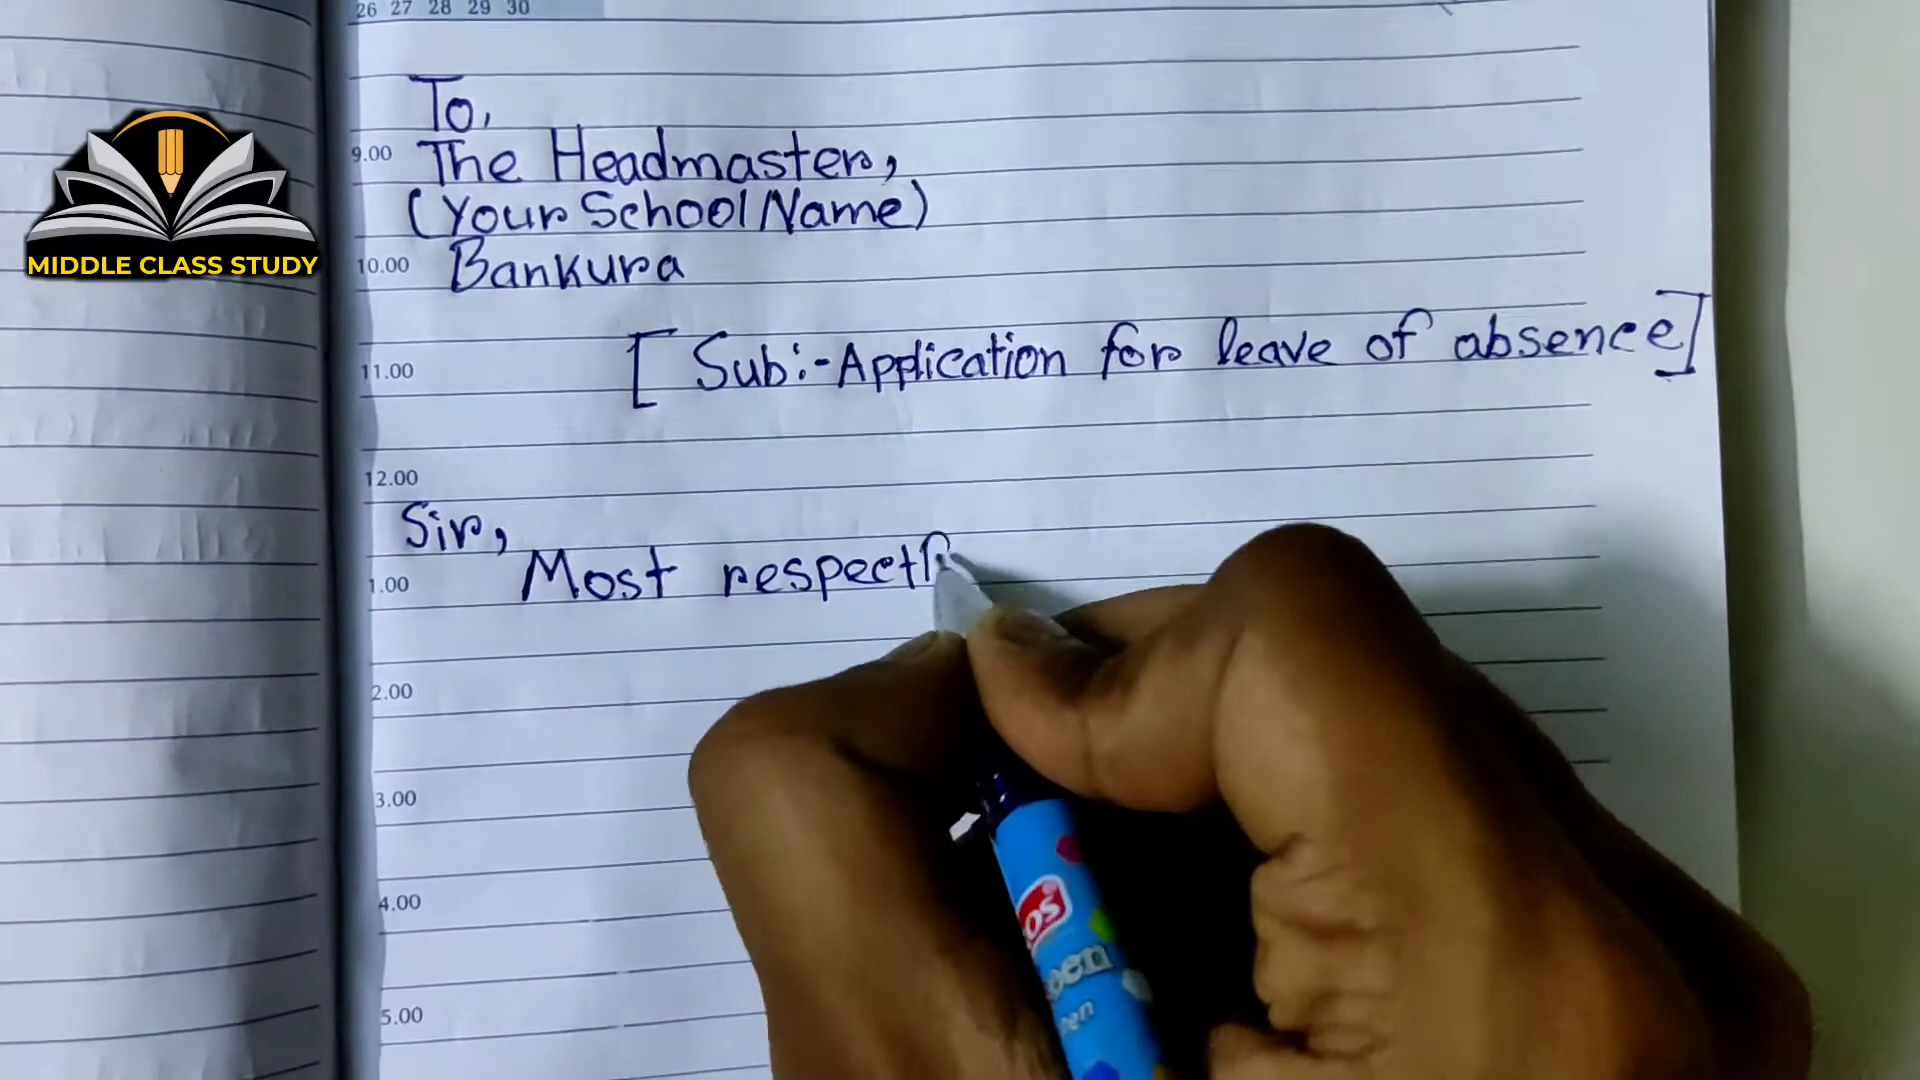 26 27 28 29 30
To,
9.00 The Headmaster,
(Your School Name)
10.00 Bankura
11.00 [Sub:-Application for leave of absence]
12.00
Sir,
1.00 Most respectf
2.00
3.00
4.00
5.00
MIDDLE CLASS STUDY
pen